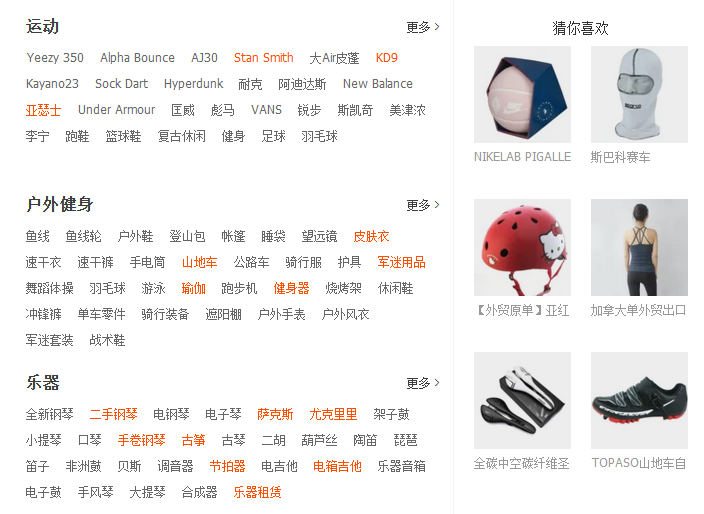 运动 更多 >
Yeezy 350 Alpha Bounce AJ30 Stan Smith 大Air皮蓬 KD9
Kayano23 Sock Dart Hyperdunk 耐克 阿迪达斯 New Balance
亚瑟士 Under Armour 匡威 彪马 VANS 锐步 斯凯奇 美津浓
李宁 跑鞋 篮球鞋 复古休闲 健身 足球 羽毛球
户外健身 更多 >
鱼线 鱼线轮 户外鞋 登山包 帐篷 睡袋 望远镜 皮肤衣
速干衣 速干裤 手电筒 山地车 公路车 骑行服 护具 军迷用品
舞蹈体操 羽毛球 游泳 瑜伽 跑步机 健身器 烧烤架 休闲鞋
冲锋裤 单车零件 骑行装备 遮阳棚 户外手表 户外风衣
军迷套装 战术鞋
乐器 更多 >
全新钢琴 二手钢琴 电钢琴 电子琴 萨克斯 尤克里里 架子鼓
小提琴 口琴 手卷钢琴 古筝 古琴 二胡 葫芦丝 陶笛 琵琶
笛子 非洲鼓 贝斯 调音器 节拍器 电吉他 电箱吉他 乐器音箱
电子鼓 手风琴 大提琴 合成器 乐器租赁
猜你喜欢
NIKELAB PIGALLE 斯巴科赛车
【外贸原单】亚红 加拿大单外贸出口
全碳中空碳纤维圣 TOPASO山地车自